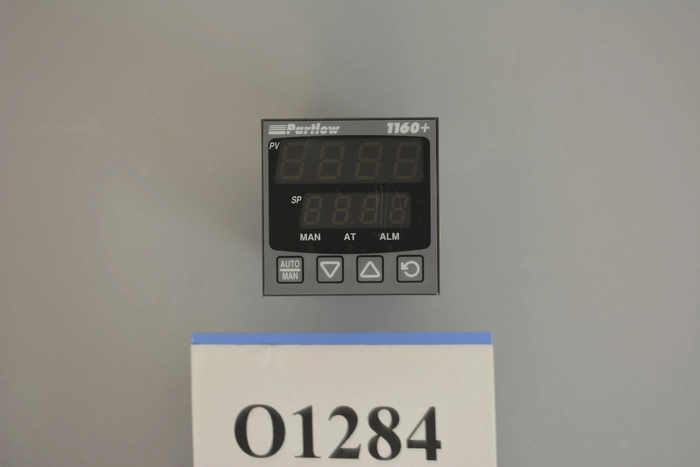 Partlow 1160+
PV
SP
MAN AT ALM
AUTO
MAN
O1284